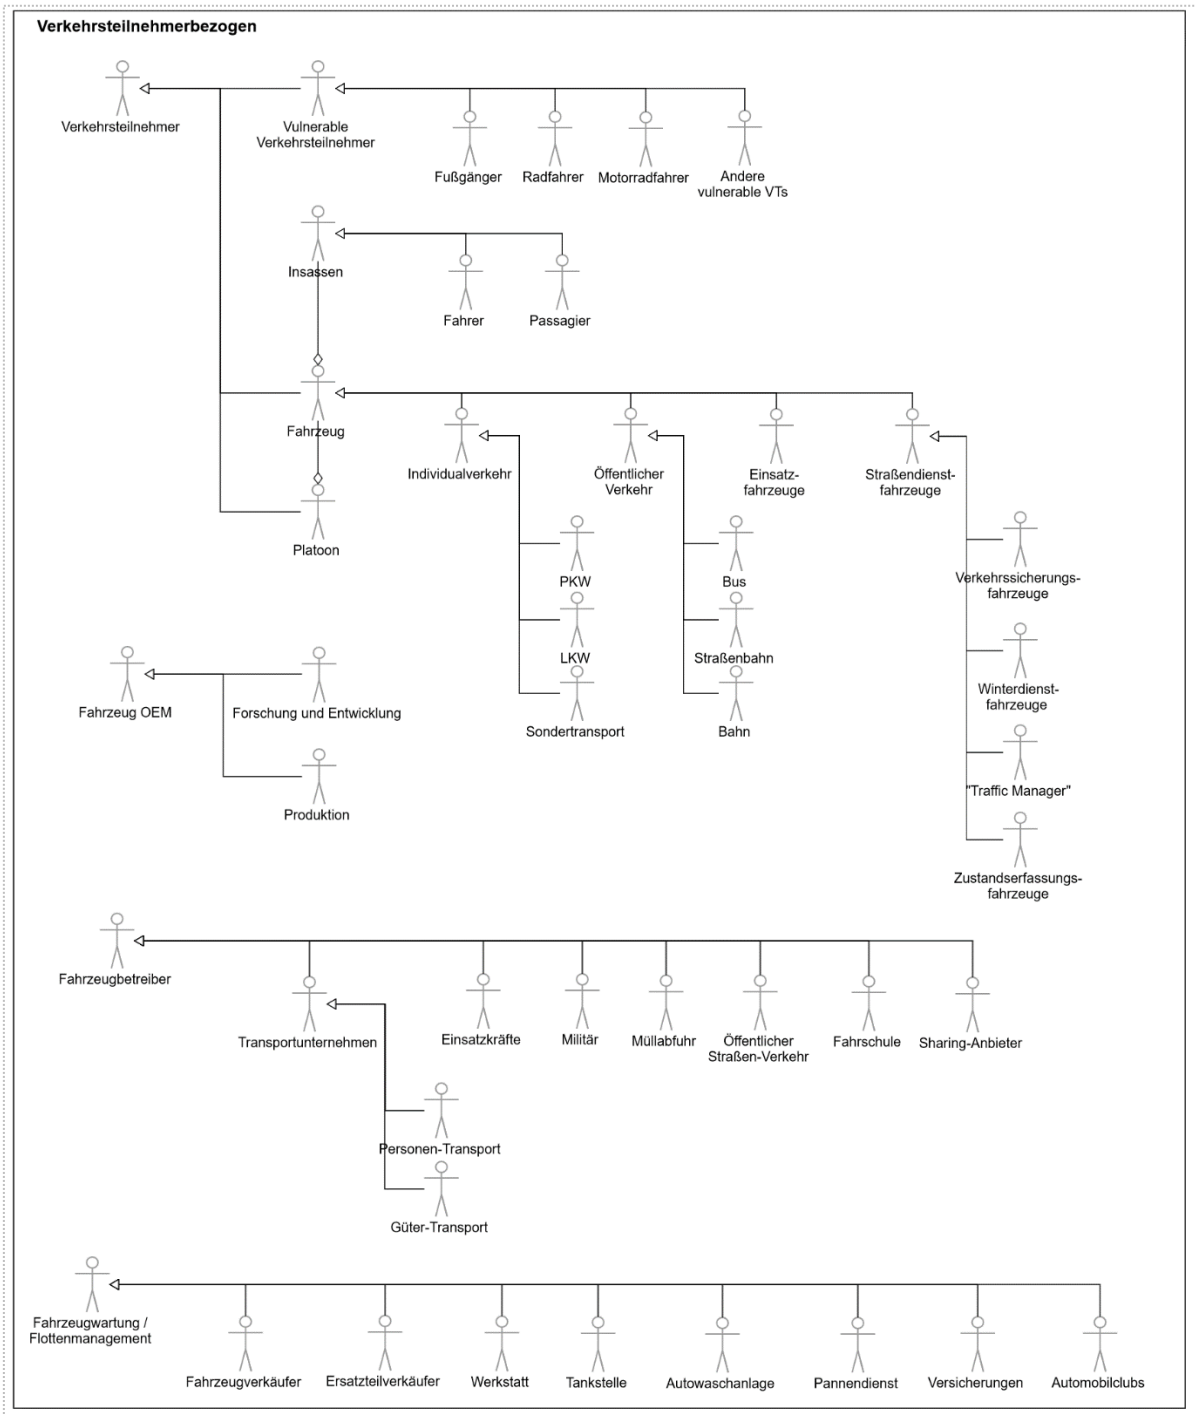 Verkehrsteilnehmerbezogen
Verkehrsteilnehmer
Vulnerable
Verkehrsteilnehmer
Fußgänger
Radfahrer
Motorradfahrer
Andere
vulnerable VTs
Insassen
Fahrer
Passagier
Fahrzeug
Individualverkehr
Öffentlicher
Verkehr
Einsatz-
fahrzeuge
Straßendienst-
fahrzeuge
Platoon
PKW
Bus
Verkehrssicherungs-
fahrzeuge
LKW
Straßenbahn
Winterdienst-
fahrzeuge
Fahrzeug OEM
Forschung und Entwicklung
Sondertransport
Bahn
"Traffic Manager"
Produktion
Zustandserfassungs-
fahrzeuge
Fahrzeugbetreiber
Transportunternehmen
Einsatzkräfte
Militär
Müllabfuhr
Öffentlicher
Straßen-Verkehr
Fahrschule
Sharing-Anbieter
Personen-Transport
Güter-Transport
Fahrzeugwartung /
Flottenmanagement
Fahrzeugverkäufer
Ersatzteilverkäufer
Werkstatt
Tankstelle
Autowaschanlage
Pannendienst
Versicherungen
Automobilclubs